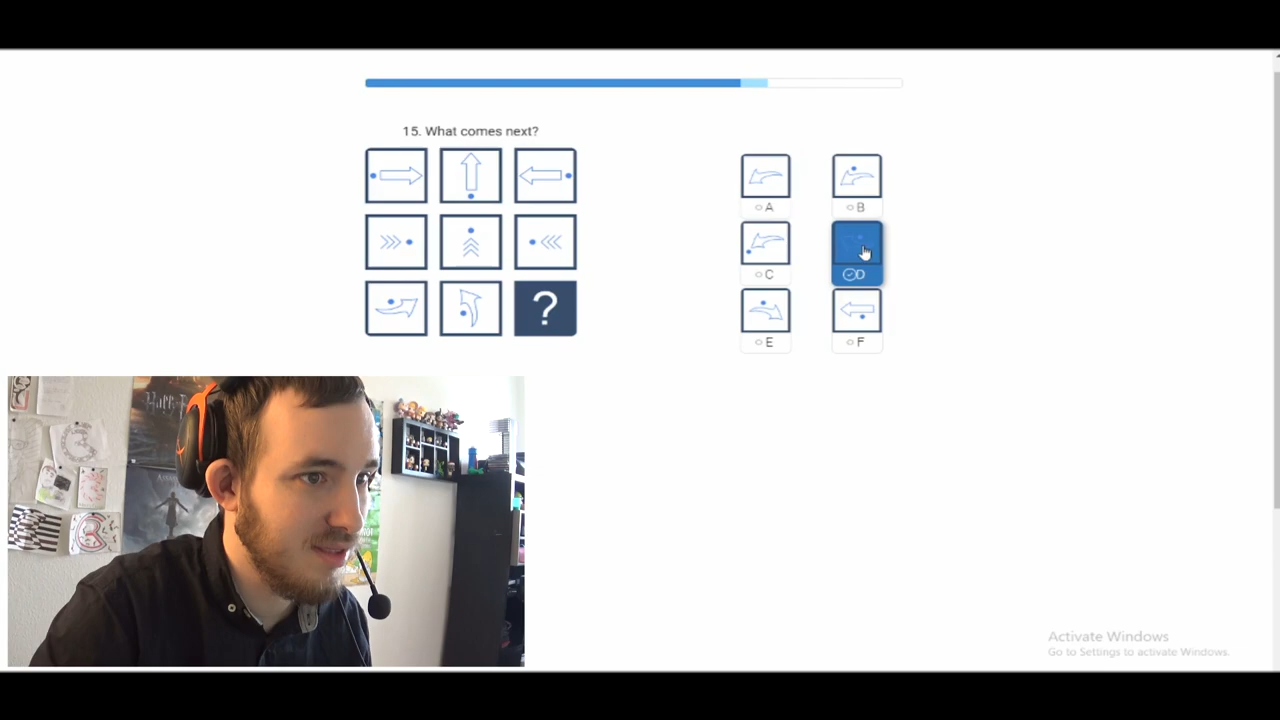 15. What comes next?
?
A
B
C
D
E
F
Activate Windows
Go to Settings to activate Windows.